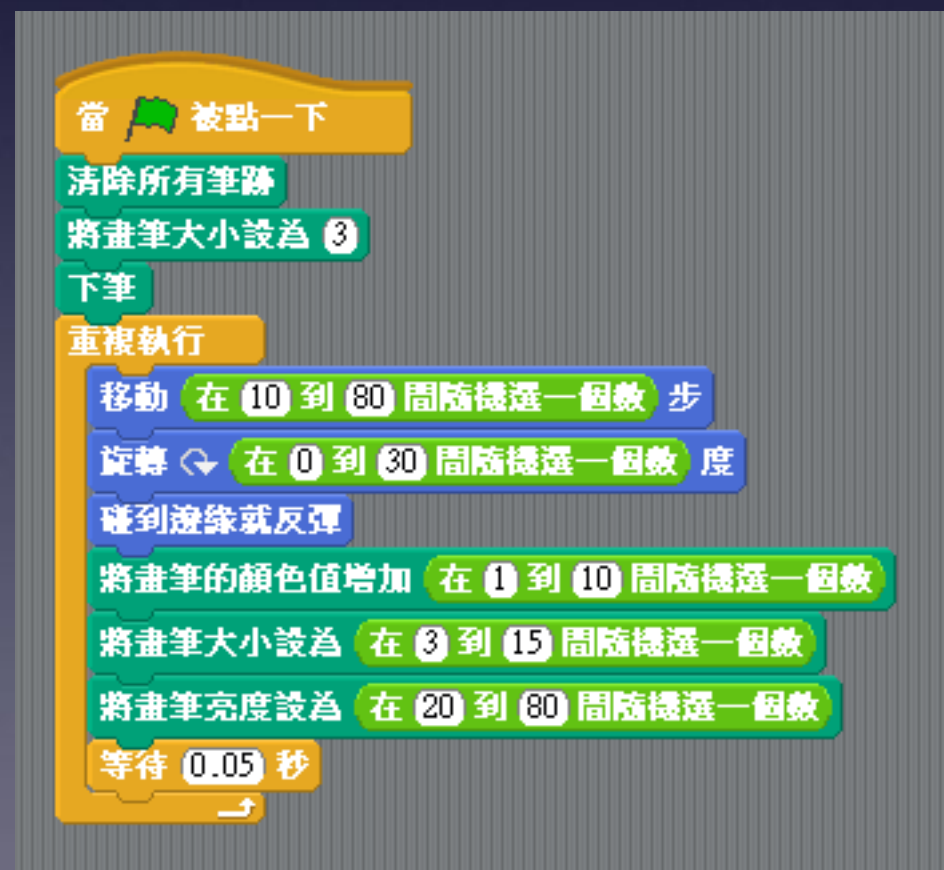 當 被點一下
清除所有筆跡
將畫筆大小設為 3
下筆
重複執行
移動 在 10 到 80 間隨機選一個數 步
旋轉 在 0 到 30 間隨機選一個數 度
碰到邊緣就反彈
將畫筆的顏色值增加 在 1 到 10 間隨機選一個數
將畫筆大小設為 在 3 到 15 間隨機選一個數
將畫筆亮度設為 在 20 到 80 間隨機選一個數
等待 0.05 秒